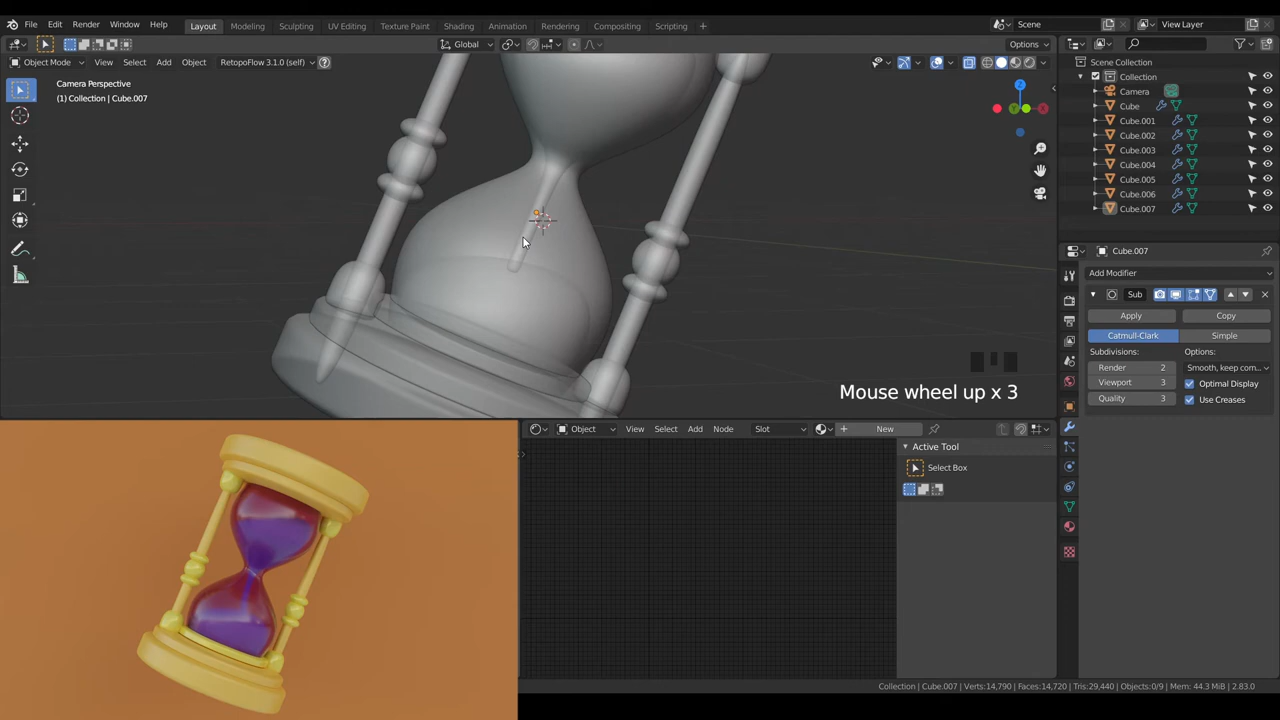 File Edit Render Window Help Layout Modeling Sculpting UV Editing Texture Paint Shading Animation Rendering Compositing Scripting + Scene View Layer
Global Options
Object Mode View Select Add Object RetopoFlow 3.1.0 (self)
Camera Perspective
(1) Collection | Cube.007
Z
Y
X
Scene Collection
Collection
Camera
Cube
Cube.001
Cube.002
Cube.003
Cube.004
Cube.005
Cube.006
Cube.007
Cube.007
Add Modifier
Sub
Apply Copy
Catmull-Clark Simple
Subdivisions: Options:
Render 2 Smooth, keep com...
Viewport 3 Optimal Display
Quality 3 Use Creases
Mouse wheel up x 3
Object View Select Add Node Slot New
Active Tool
Select Box
Collection | Cube.007 | Verts:14,790 | Faces:14,720 | Tris:29,440 | Objects:0/9 | Mem: 44.3 MiB | 2.83.0